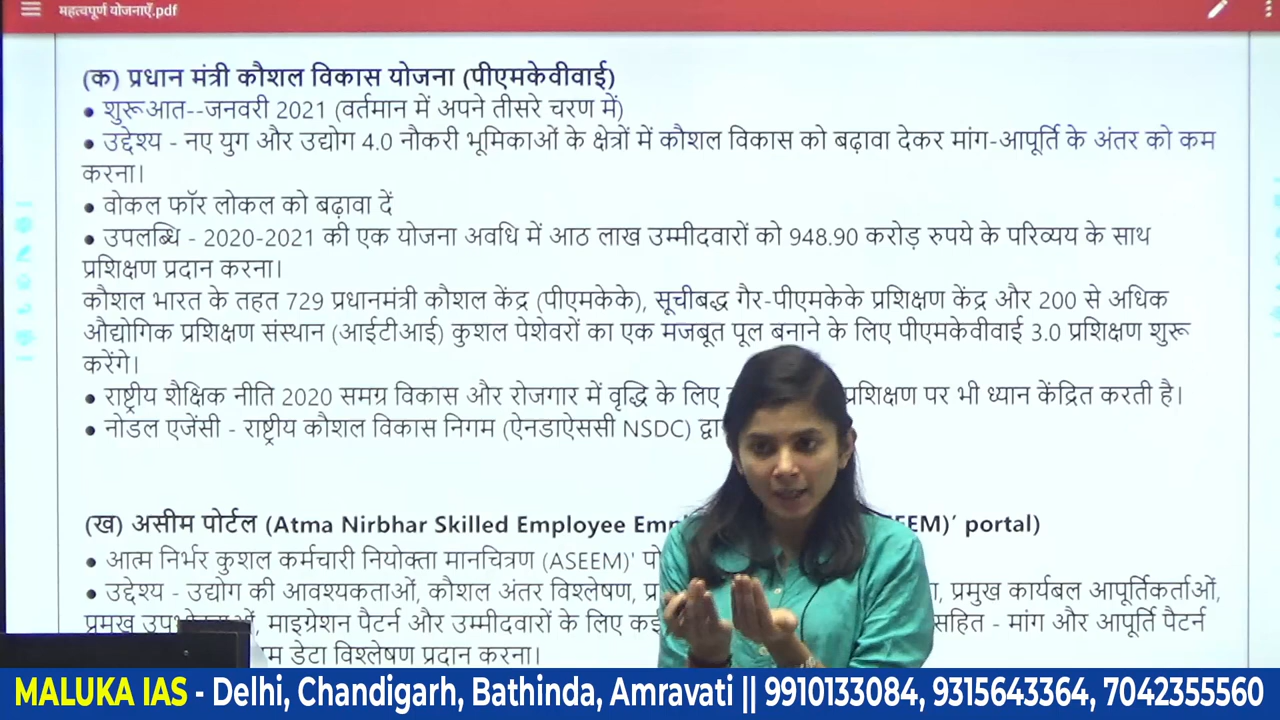 महत्वपूर्ण योजनाएँ.pdf
(क) प्रधान मंत्री कौशल विकास योजना (पीएमकेवीवाई)
● शुरूआत--जनवरी 2021 (वर्तमान में अपने तीसरे चरण में)
● उद्देश्य - नए युग और उद्योग 4.0 नौकरी भूमिकाओं के क्षेत्रों में कौशल विकास को बढ़ावा देकर मांग-आपूर्ति के अंतर को कम
करना।
● वोकल फॉर लोकल को बढ़ावा दें
● उपलब्धि - 2020-2021 की एक योजना अवधि में आठ लाख उम्मीदवारों को 948.90 करोड़ रुपये के परिव्यय के साथ
प्रशिक्षण प्रदान करना।
कौशल भारत के तहत 729 प्रधानमंत्री कौशल केंद्र (पीएमकेके), सूचीबद्ध गैर-पीएमकेके प्रशिक्षण केंद्र और 200 से अधिक
औद्योगिक प्रशिक्षण संस्थान (आईटीआई) कुशल पेशेवरों का एक मजबूत पूल बनाने के लिए पीएमकेवीवाई 3.0 प्रशिक्षण शुरू
करेंगे।
● राष्ट्रीय शैक्षिक नीति 2020 समग्र विकास और रोजगार में वृद्धि के लिए प्रशिक्षण पर भी ध्यान केंद्रित करती है।
● नोडल एजेंसी - राष्ट्रीय कौशल विकास निगम (ऐनडाऐससी NSDC)
(ख) असीम पोर्टल (Atma Nirbhar Skilled Employee portal)
● आत्म निर्भर कुशल कर्मचारी नियोक्ता मानचित्रण (ASEEM)'
● उद्देश्य - उद्योग की आवश्यकताओं, कौशल अंतर विश्लेषण, प्रमुख कार्यबल आपूर्तिकर्ताओं,
प्रमुख माइग्रेशन पैटर्न और उम्मीदवारों के लिए सहित - मांग और आपूर्ति पैटर्न
डेटा विश्लेषण प्रदान करना।
MALUKA IAS - Delhi, Chandigarh, Bathinda, Amravati || 9910133084, 9315643364, 7042355560